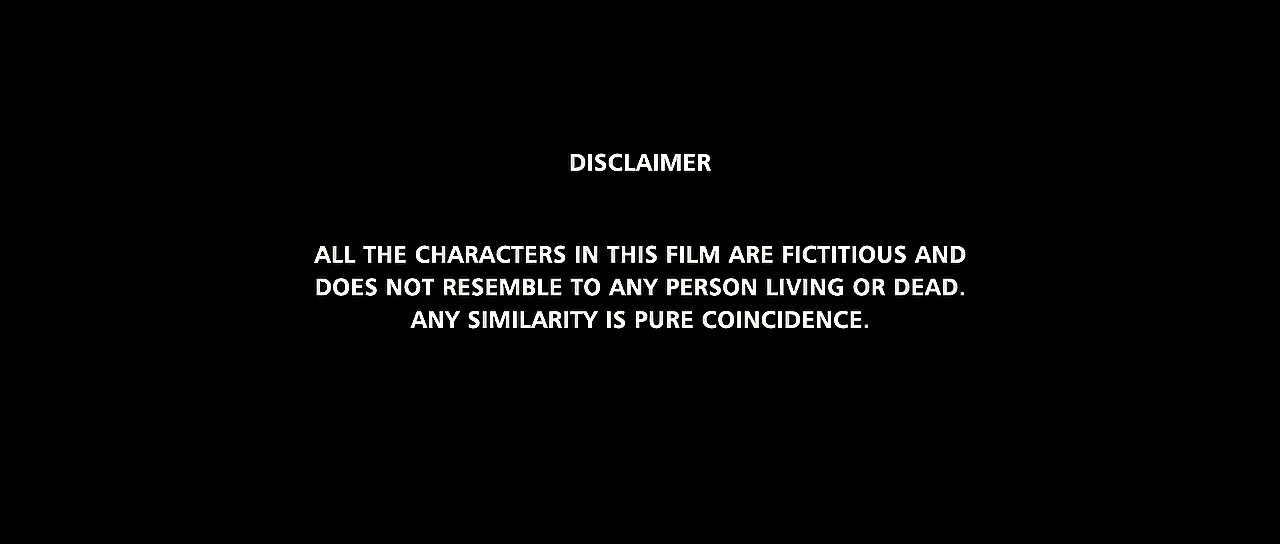 DISCLAIMER
ALL THE CHARACTERS IN THIS FILM ARE FICTITIOUS AND
DOES NOT RESEMBLE TO ANY PERSON LIVING OR DEAD.
ANY SIMILARITY IS PURE COINCIDENCE.